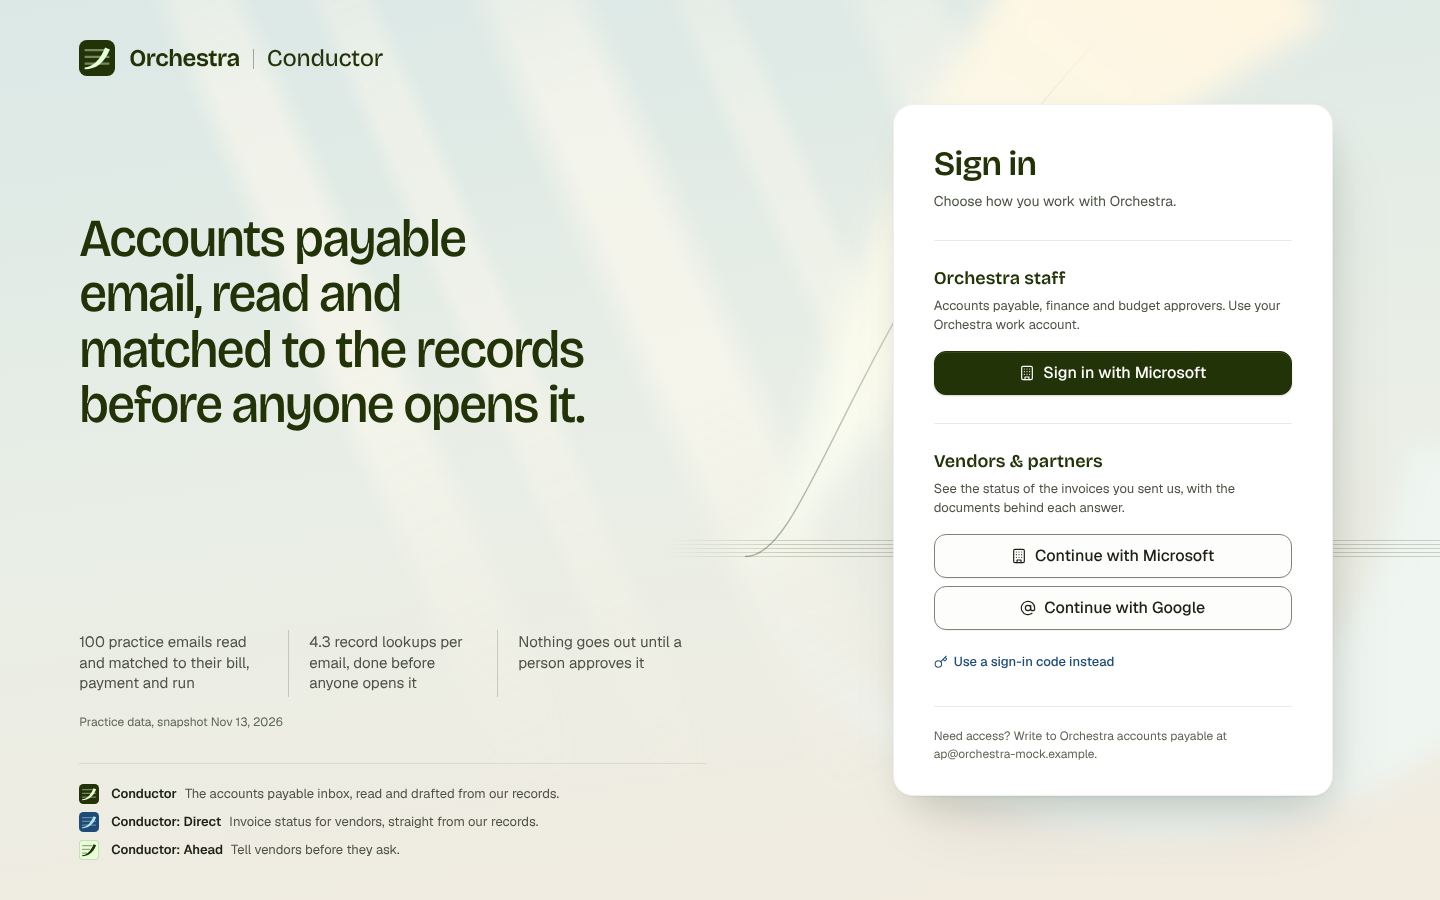 Orchestra | Conductor
Accounts payable
email, read and
matched to the records
before anyone opens it.
100 practice emails read
and matched to their bill,
payment and run
4.3 record lookups per
email, done before
anyone opens it
Nothing goes out until a
person approves it
Practice data, snapshot Nov 13, 2026
Conductor The accounts payable inbox, read and drafted from our records.
Conductor: Direct Invoice status for vendors, straight from our records.
Conductor: Ahead Tell vendors before they ask.
Sign in
Choose how you work with Orchestra.
Orchestra staff
Accounts payable, finance and budget approvers. Use your
Orchestra work account.
Sign in with Microsoft
Vendors & partners
See the status of the invoices you sent us, with the
documents behind each answer.
Continue with Microsoft
Continue with Google
Use a sign-in code instead
Need access? Write to Orchestra accounts payable at
ap@orchestra-mock.example.